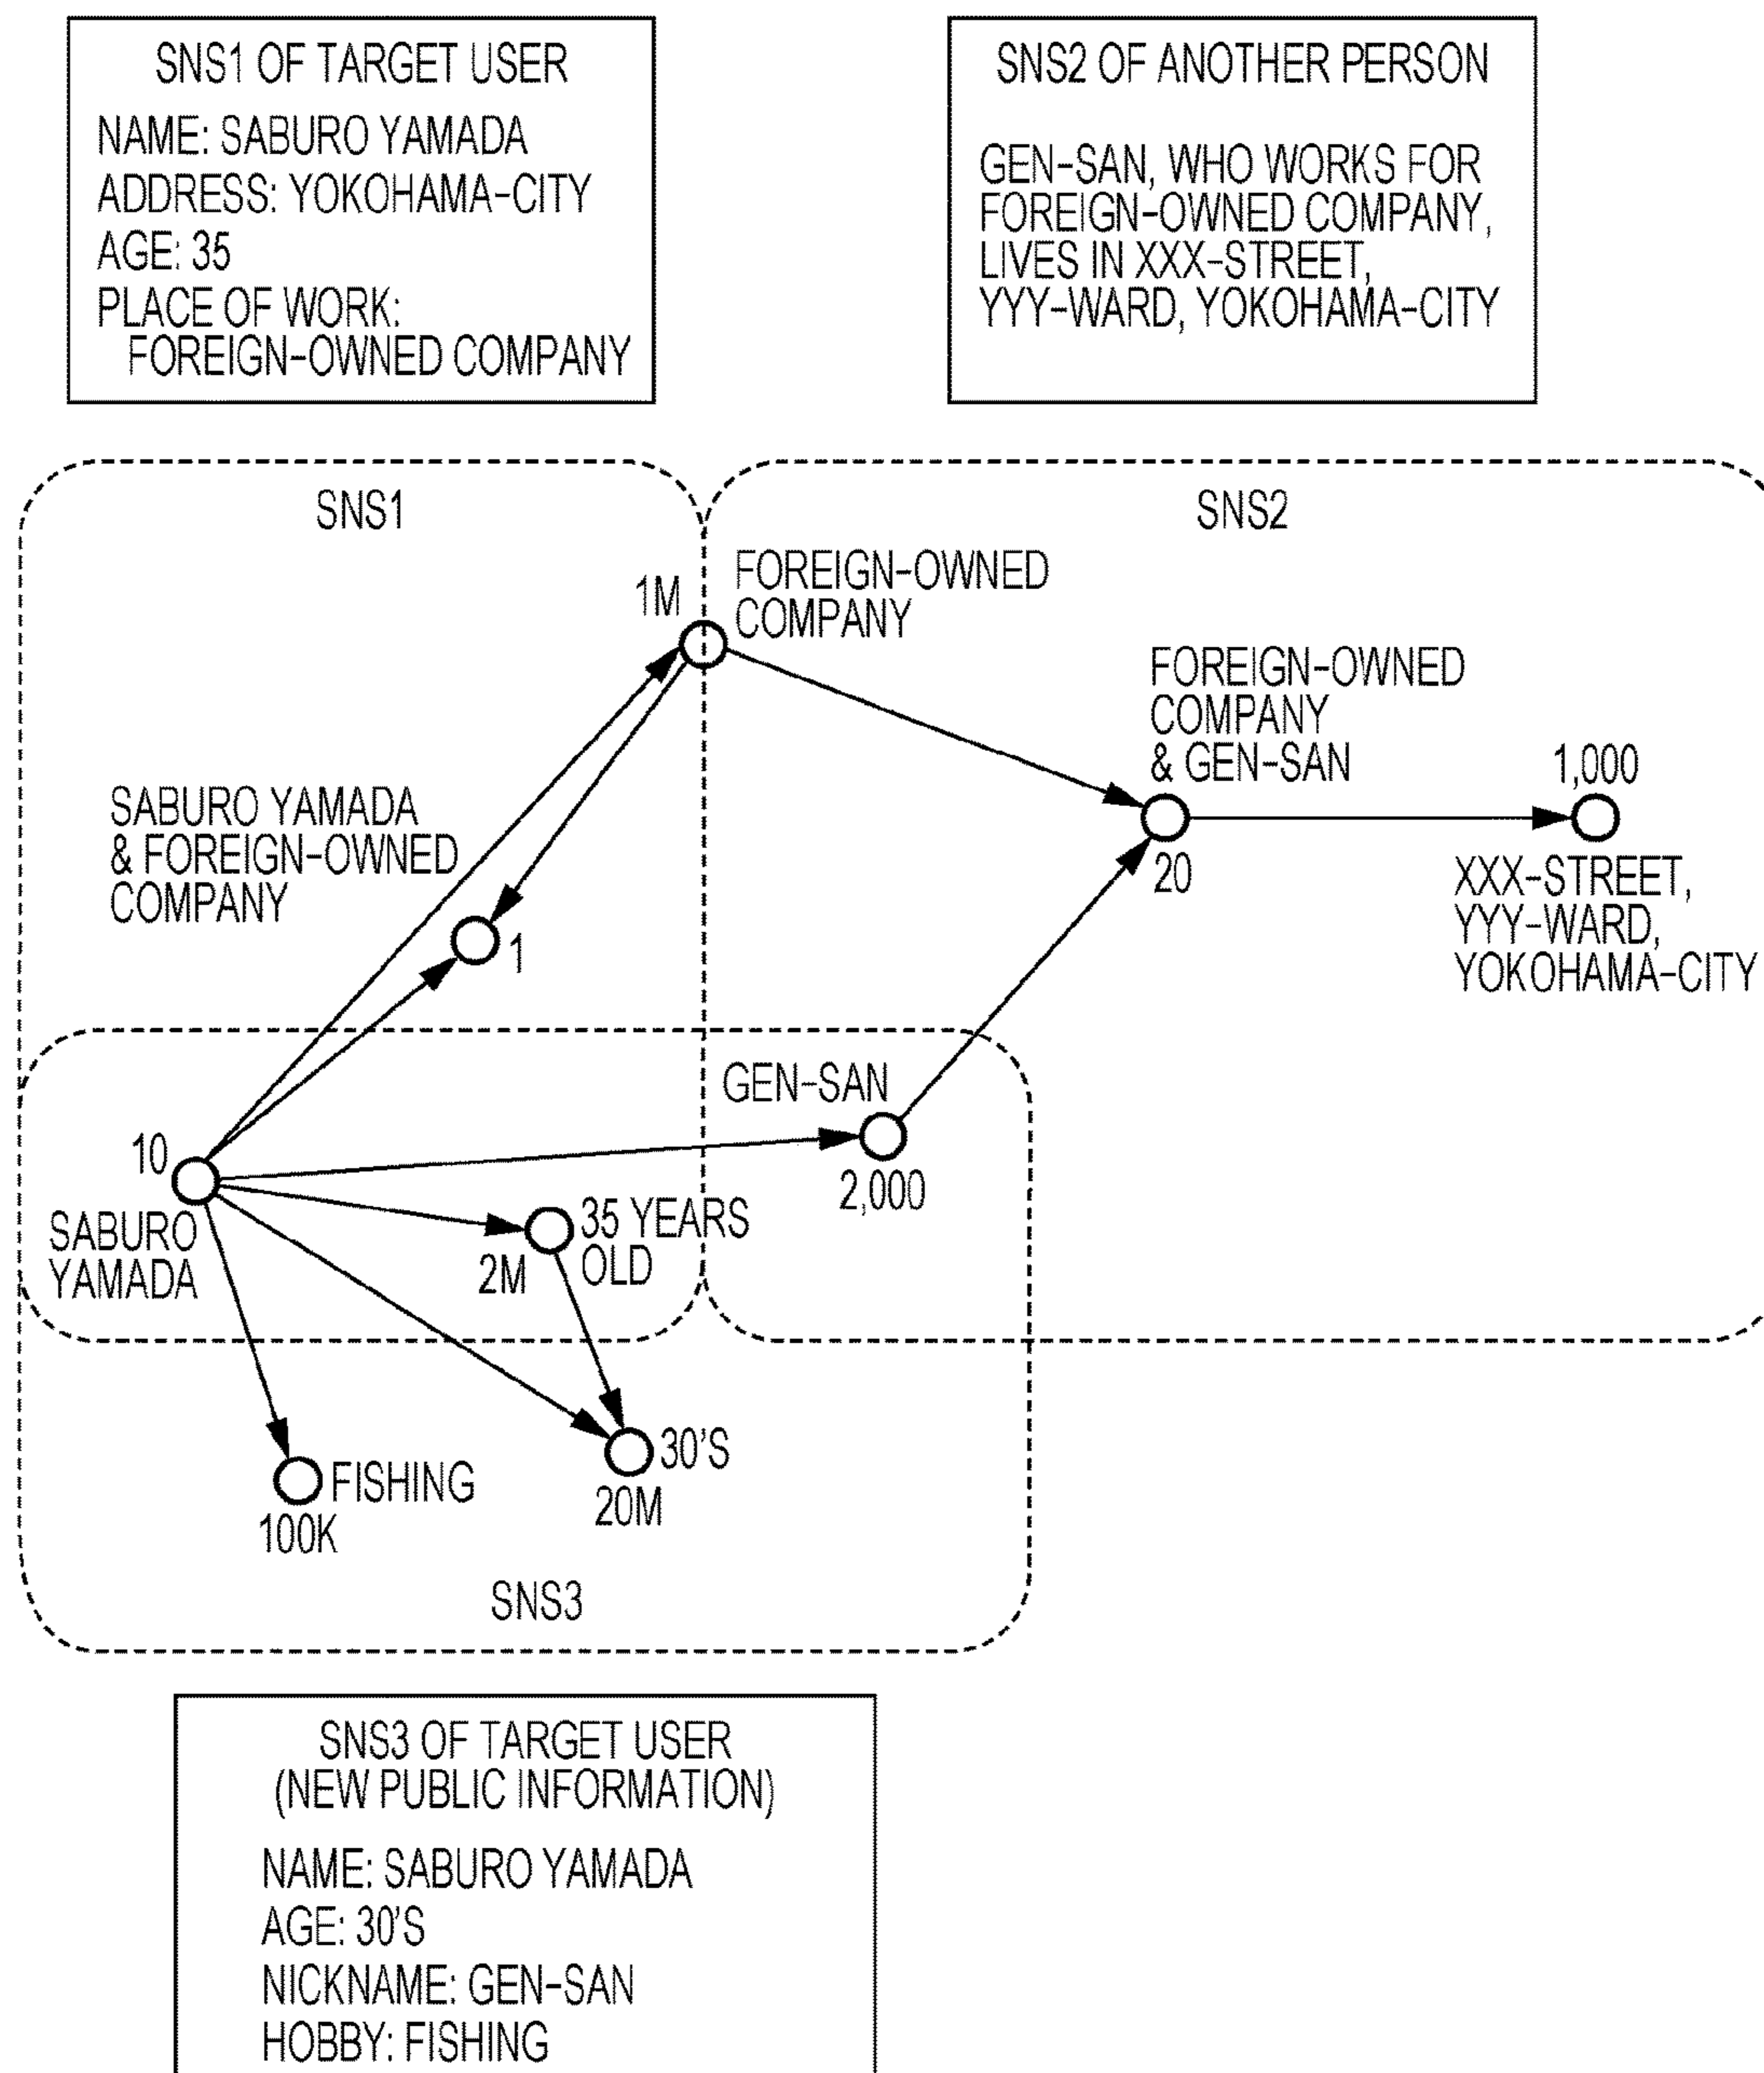 SNS1 OF TARGET USER
NAME: SABURO YAMADA
ADDRESS: YOKOHAMA-CITY
AGE: 35
PLACE OF WORK:
FOREIGN-OWNED COMPANY
SNS2 OF ANOTHER PERSON
GEN-SAN, WHO WORKS FOR
FOREIGN-OWNED COMPANY,
LIVES IN XXX-STREET,
YYY-WARD, YOKOHAMA-CITY
SNS1
SNS2
1M
FOREIGN-OWNED
COMPANY
FOREIGN-OWNED
COMPANY
& GEN-SAN
20
1,000
XXX-STREET,
YYY-WARD,
YOKOHAMA-CITY
SABURO YAMADA
& FOREIGN-OWNED
COMPANY
1
GEN-SAN
2,000
10
SABURO
YAMADA
35 YEARS
OLD
2M
30'S
20M
FISHING
100K
SNS3
SNS3 OF TARGET USER
(NEW PUBLIC INFORMATION)
NAME: SABURO YAMADA
AGE: 30'S
NICKNAME: GEN-SAN
HOBBY: FISHING